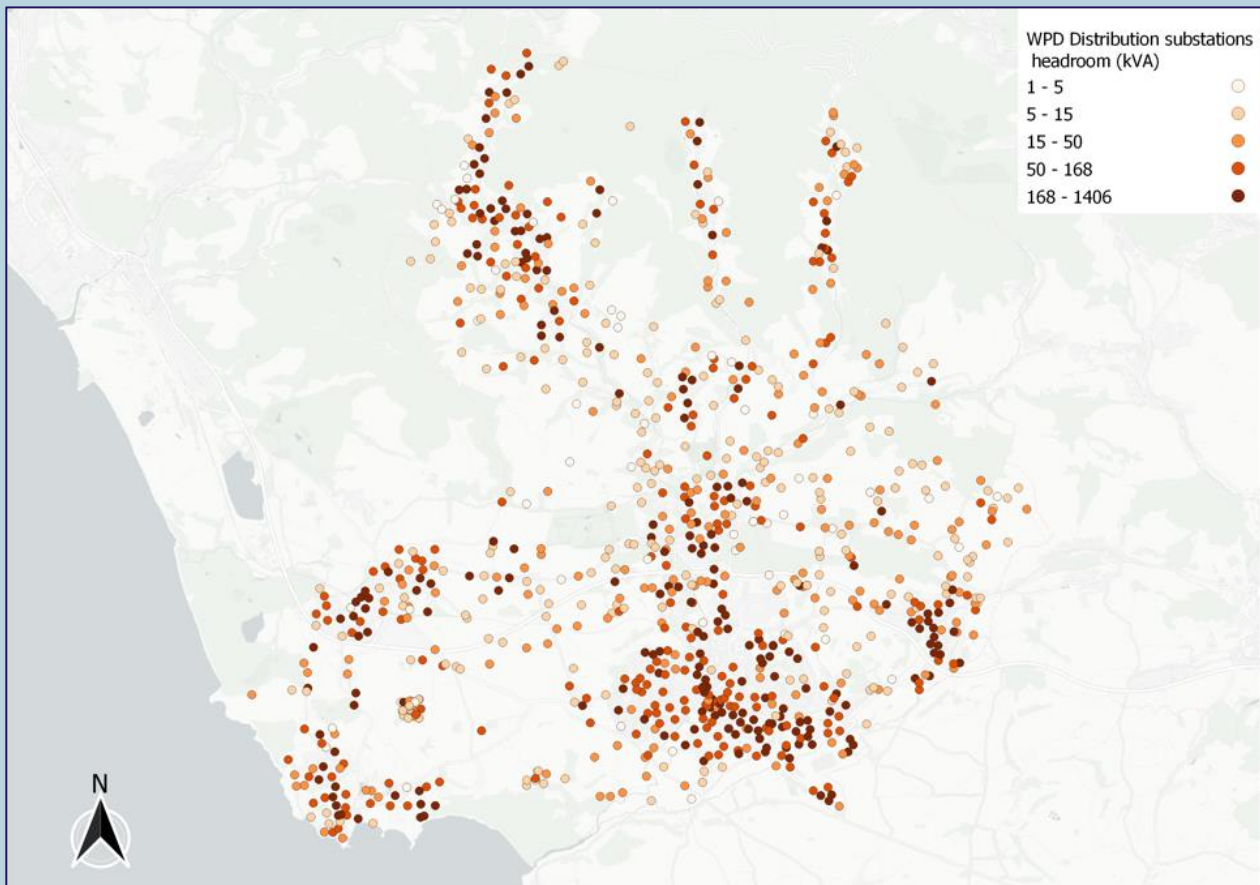 WPD Distribution substations
headroom (kVA)
1 - 5
5 - 15
15 - 50
50 - 168
168 - 1406
N